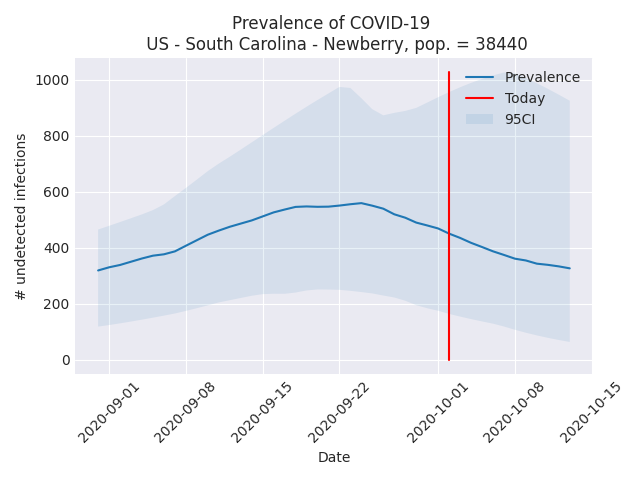 Prevalence of COVID-19
US - South Carolina - Newberry, pop. = 38440
Prevalence
Today
95CI
# undetected infections
1000
800
600
400
200
0
2020-09-01
2020-09-08
2020-09-15
2020-09-22
2020-10-01
2020-10-08
2020-10-15
Date